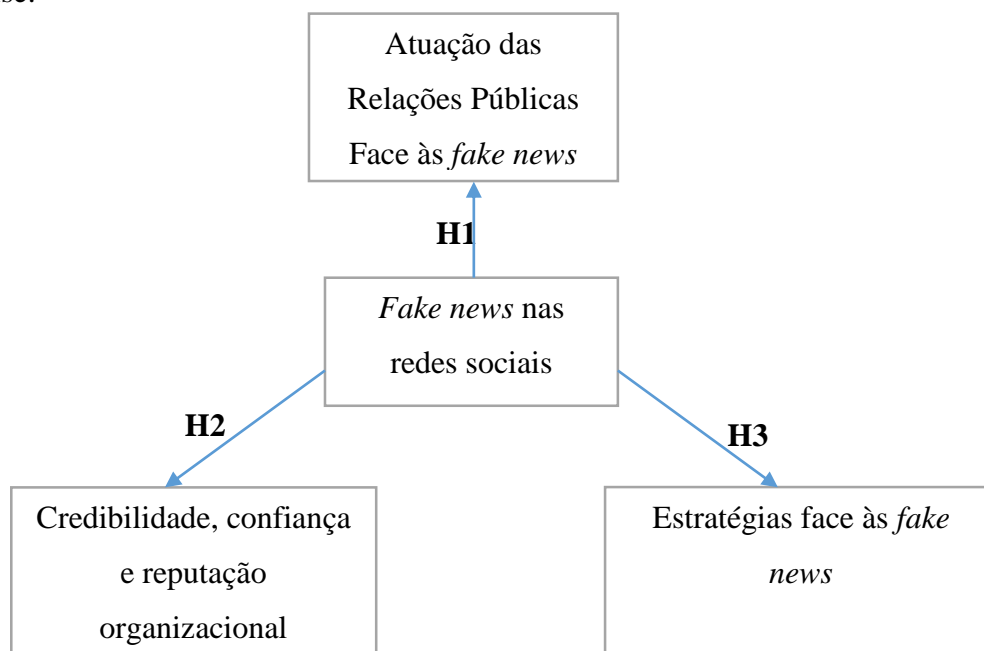 se.
Atuação das
Relações Públicas
Face às fake news
H1
Fake news nas
redes sociais
H2
H3
Credibilidade, confiança
e reputação
organizacional
Estratégias face às fake
news